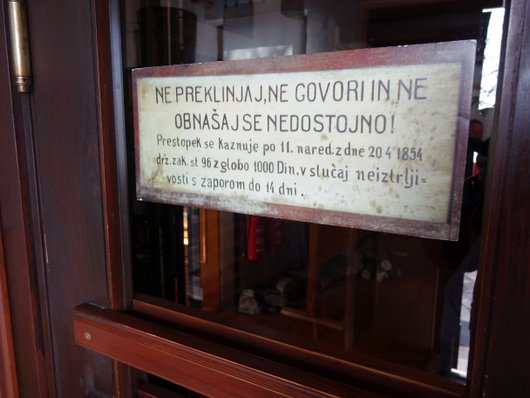 NE PREKLINJAJ, NE GOVORI IN NE
OBNAŠAJ SE NEDOSTOJNO!
Prestopek se kaznuje po 11. nared. z dne 20 4 1854
drž. zak. št 96 z globo 1000 Din. v slučaj neiztrlji-
vosti s zaporom do 14 dni.